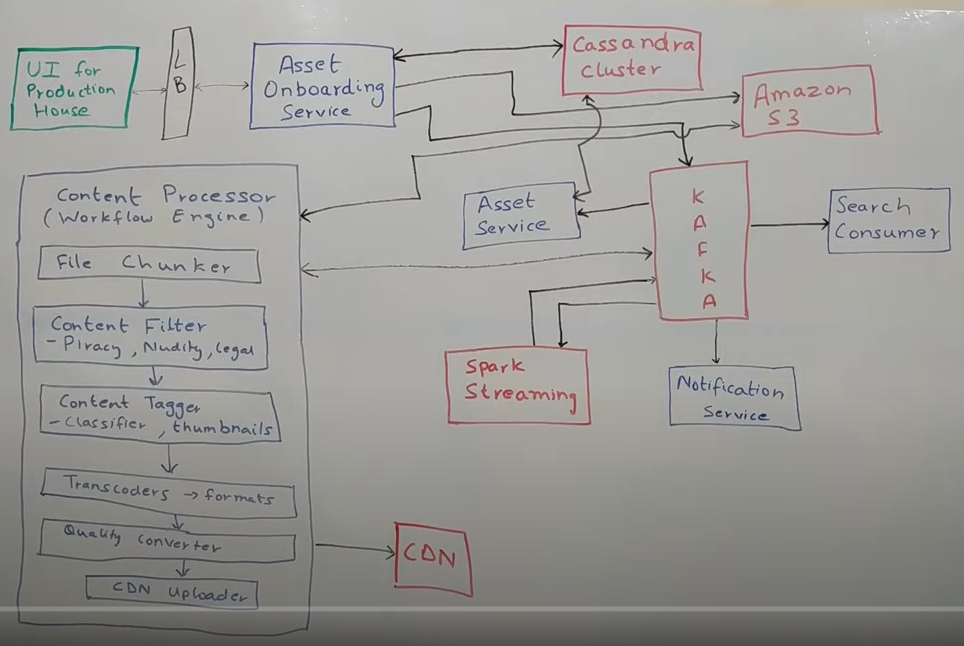 UI for
Production
House
L
B
Asset
Onboarding
Service
Cassandra
Cluster
Amazon
S3
Content Processor
(Workflow Engine)
File Chunker
Content Filter
- Piracy, Nudity, legal
Content Tagger
- Classifier, thumbnails
Transcoders → formats
Quality Converter
CDN Uploader
Asset
Service
K
A
F
K
A
Search
Consumer
Spark
Streaming
Notification
Service
CDN